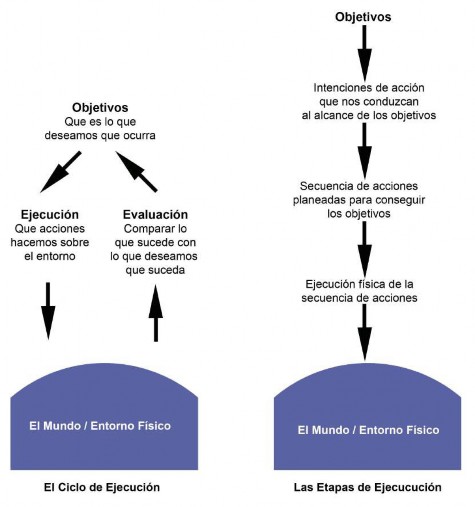 Objetivos
Que es lo que
deseamos que ocurra
Ejecución
Que acciones
hacemos sobre
el entorno
Evaluación
Comparar lo
que sucede con
lo que deseamos
que suceda
El Mundo / Entorno Físico
El Ciclo de Ejecución
Objetivos
Intenciones de acción
que nos conduzcan
al alcance de los objetivos
Secuencia de acciones
planeadas para conseguir
los objetivos
Ejecución física de la
secuencia de acciones
El Mundo / Entorno Físico
Las Etapas de Ejecucución